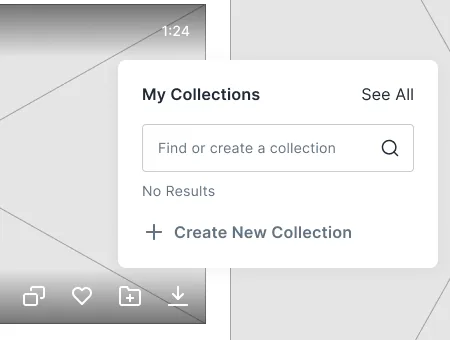 1:24
My Collections
See All
Find or create a collection
No Results
Create New Collection